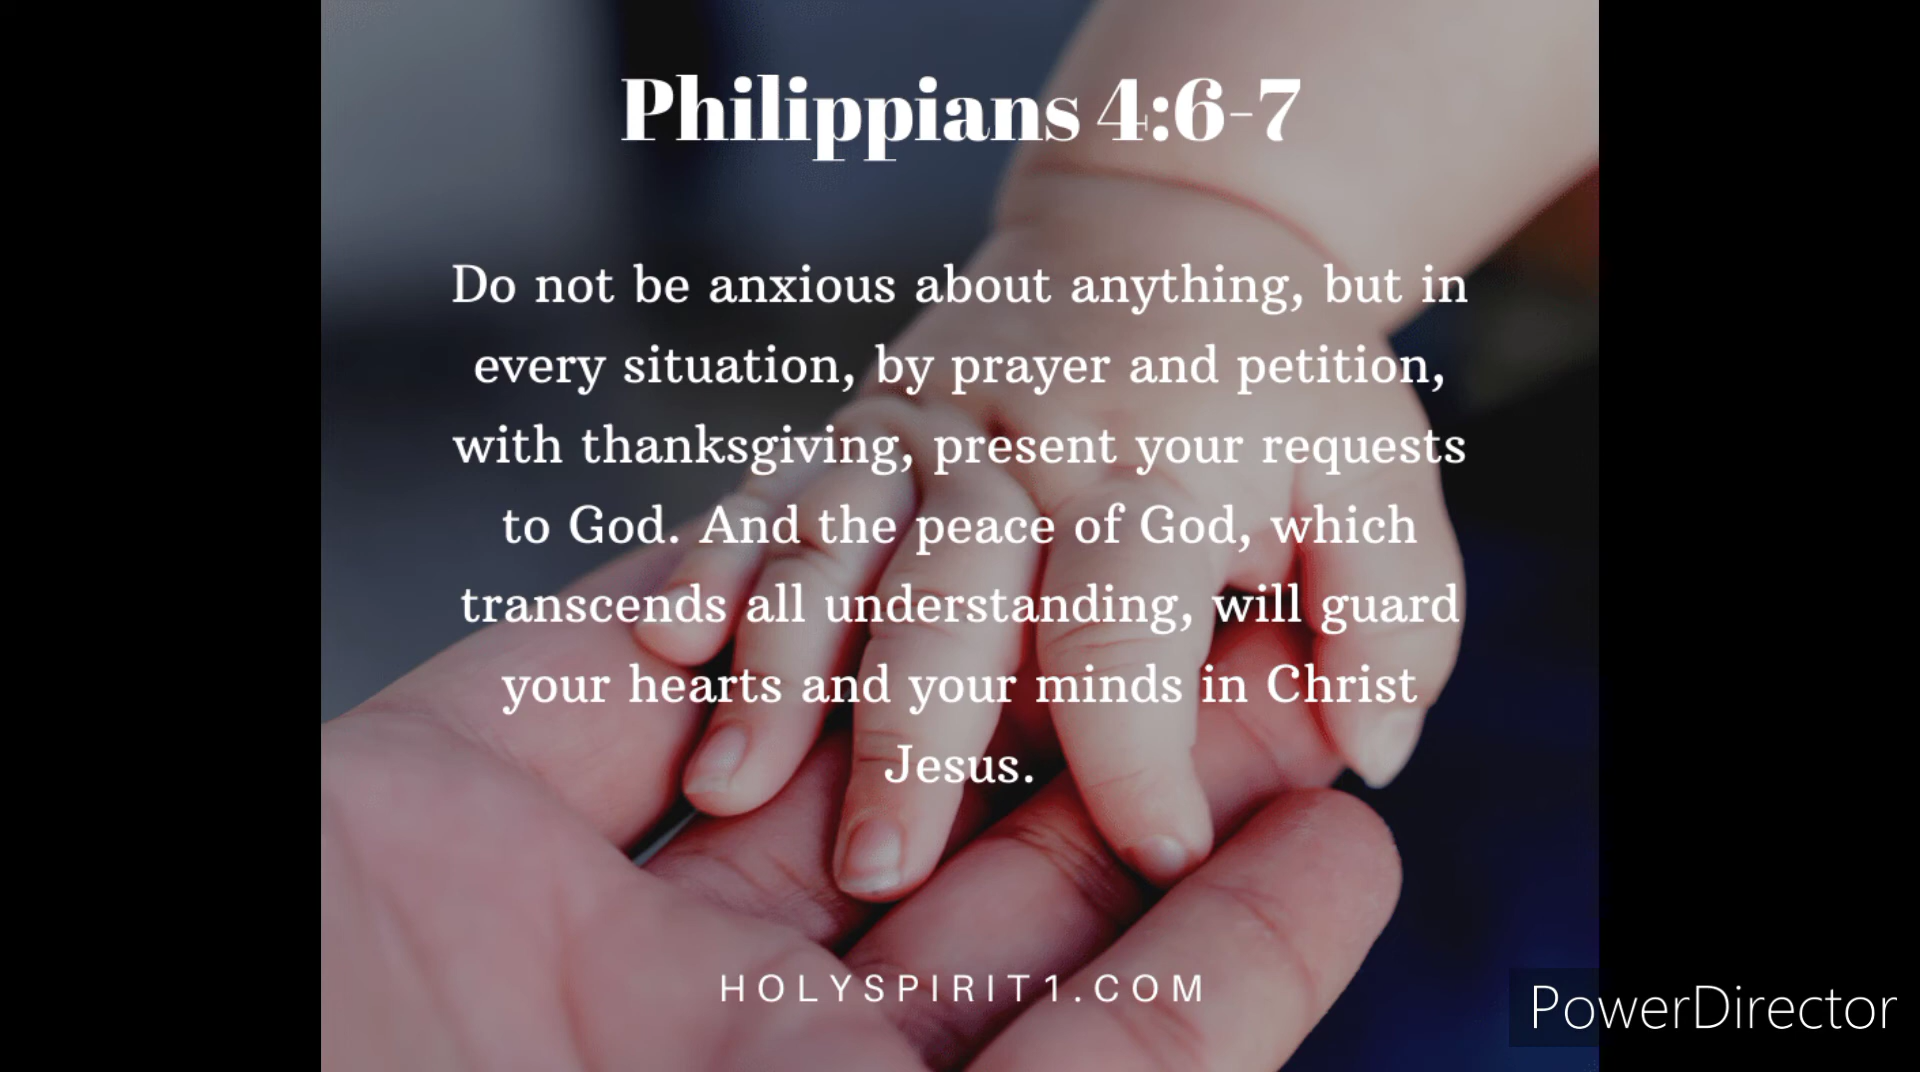 Philippians 4:6-7
Do not be anxious about anything, but in
every situation, by prayer and petition,
with thanksgiving, present your requests
to God. And the peace of God, which
transcends all understanding, will guard
your hearts and your minds in Christ
Jesus.
HOLYSPIRIT1.COM
PowerDirector